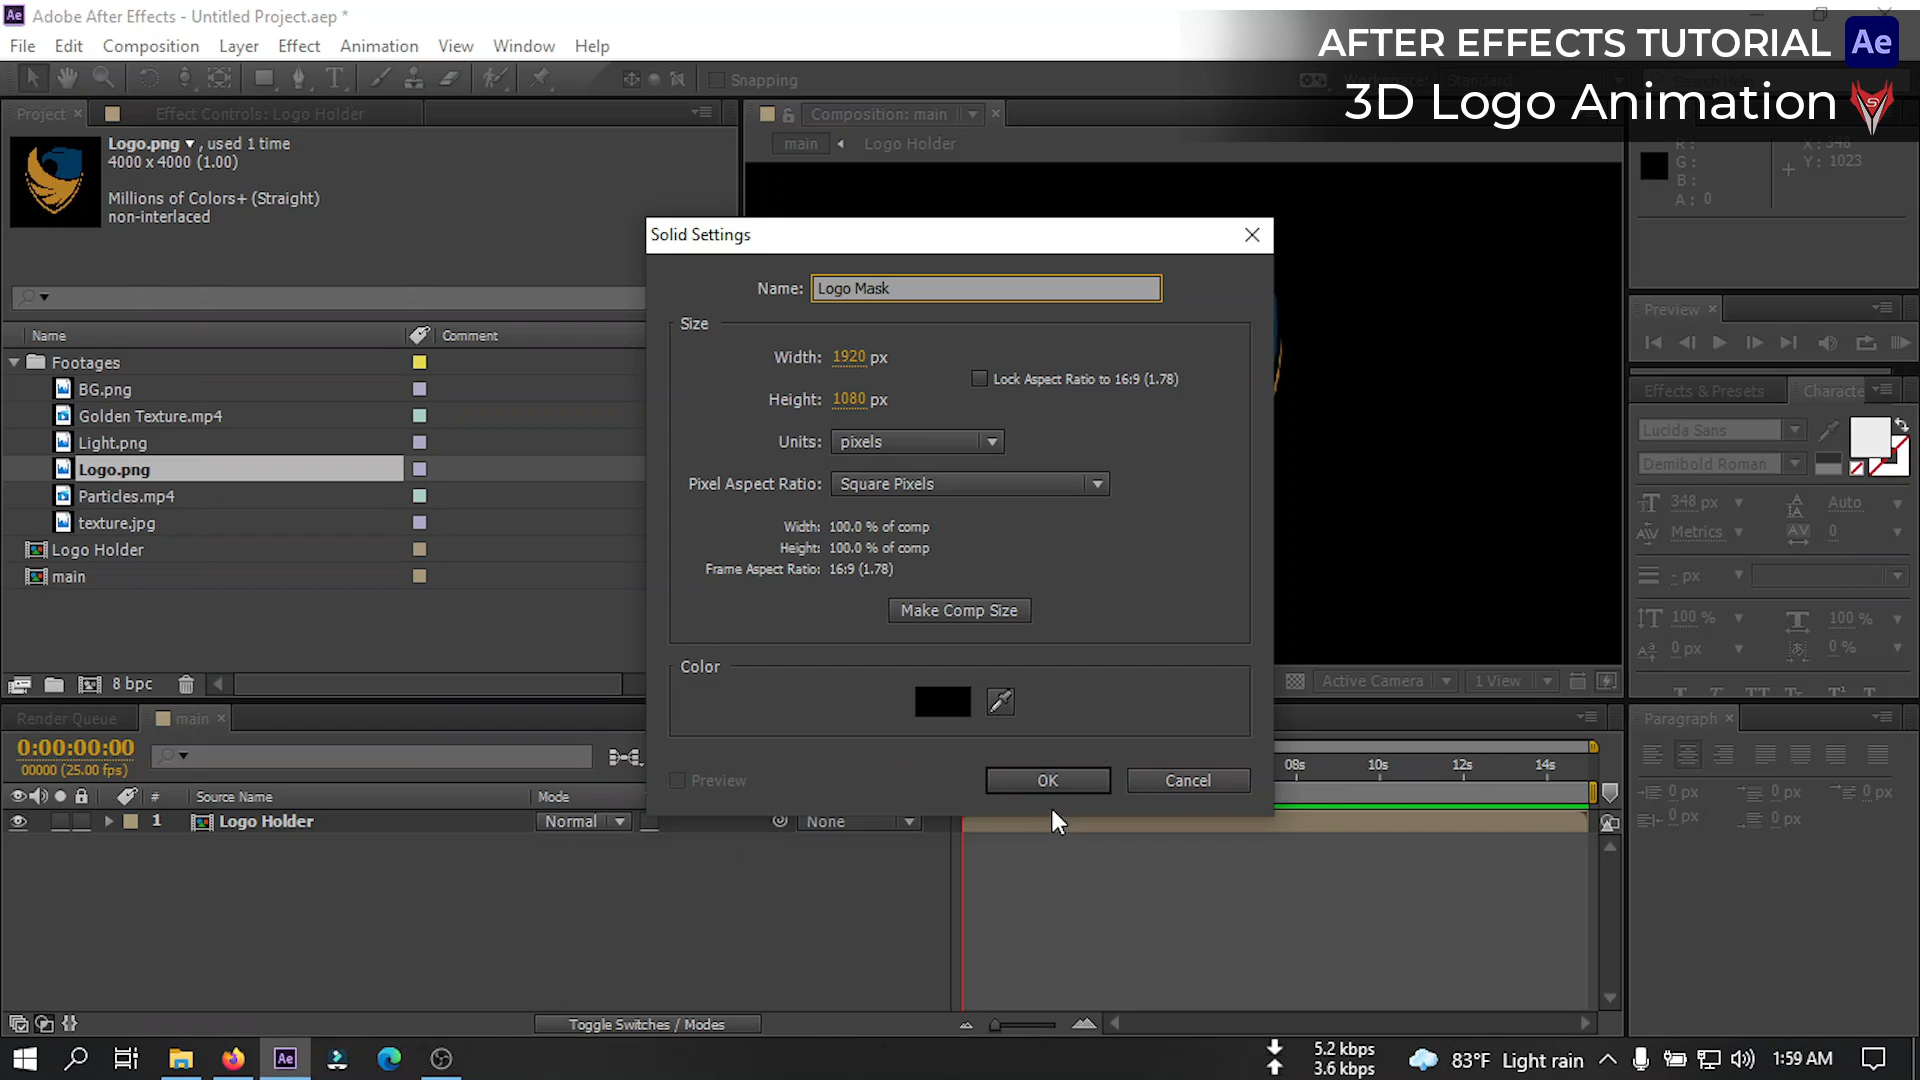 Adobe After Effects - Untitled Project.aep *
File Edit Composition Layer Effect Animation View Window Help
AFTER EFFECTS TUTORIAL Ae
3D Logo Animation
Snapping
Workspace: Standard
Search Help
Project Effect Controls: Logo Holder
Composition: main
main Logo Holder
Logo.png , used 1 time
4000 x 4000 (1.00)
Millions of Colors+ (Straight)
non-interlaced
R:
G:
B:
A: 0
X: 348
Y: 1023
Solid Settings
Name: Logo Mask
Size
Width: 1920 px
Lock Aspect Ratio to 16:9 (1.78)
Height: 1080 px
Units: pixels
Pixel Aspect Ratio: Square Pixels
Width: 100.0 % of comp
Height: 100.0 % of comp
Frame Aspect Ratio: 16:9 (1.78)
Make Comp Size
Color
Preview OK Cancel
Name Comment
Footages
BG.png
Golden Texture.mp4
Light.png
Logo.png
Particles.mp4
texture.jpg
Logo Holder
main
8 bpc
Preview
Effects & Presets Characte
Lucida Sans
Demibold Roman
348 px Auto
Metrics 0
- px
100 % 100 %
0 px 0 %
Active Camera 1 View
Render Queue main
0:00:00:00
00000 (25.00 fps)
08s 10s 12s 14s
# Source Name Mode
1 Logo Holder Normal None
Paragraph
0 px 0 px 0 px
0 px 0 px
Toggle Switches / Modes
Ae
5.2 kbps
3.6 kbps
83°F Light rain
1:59 AM